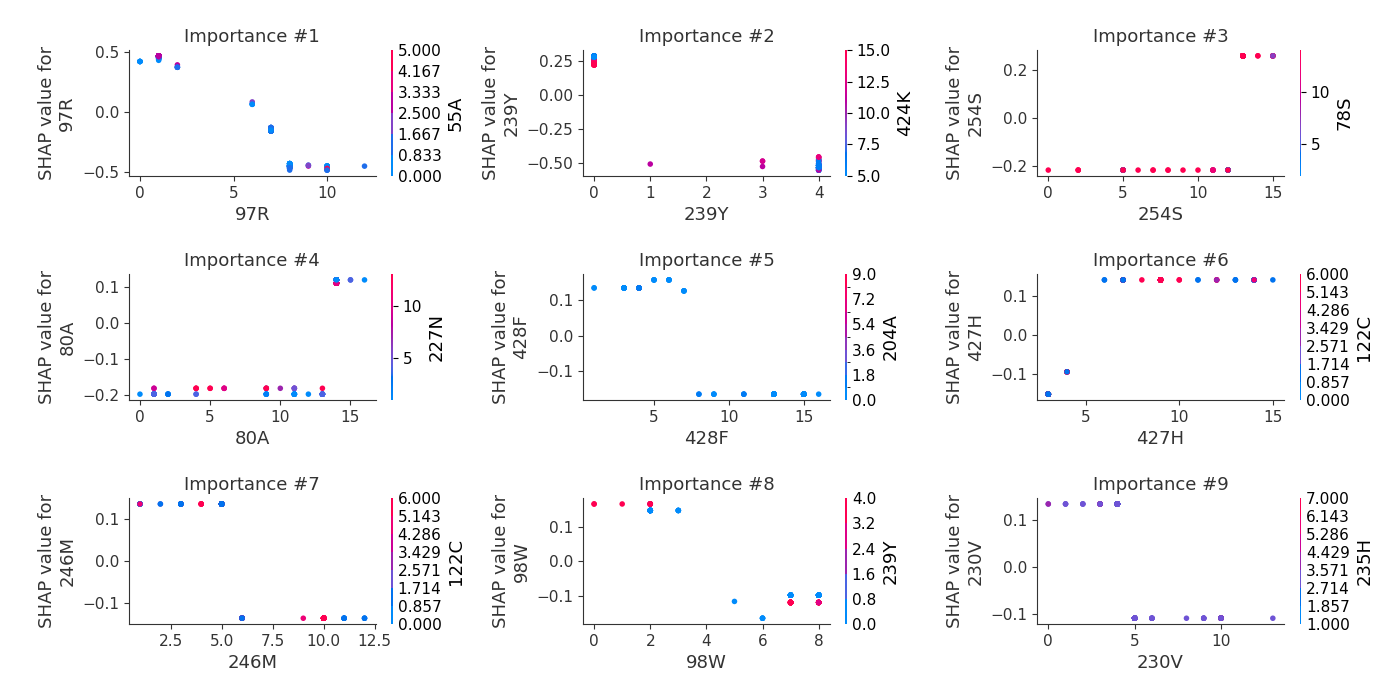 Importance #1
SHAP value for
97R
0.5
0.0
−0.5
0
5
10
97R
5.000
4.167
3.333
2.500
1.667
0.833
0.000
55A
Importance #2
SHAP value for
239Y
0.25
0.00
−0.25
−0.50
0
1
2
3
4
239Y
15.0
12.5
10.0
7.5
5.0
424K
Importance #3
SHAP value for
254S
0.2
0.0
−0.2
0
5
10
15
254S
10
5
78S
Importance #4
SHAP value for
80A
0.1
0.0
−0.1
−0.2
0
5
10
15
80A
10
5
227N
Importance #5
SHAP value for
428F
0.1
0.0
−0.1
5
10
15
428F
9.0
7.2
5.4
3.6
1.8
0.0
204A
Importance #6
SHAP value for
427H
0.1
0.0
−0.1
5
10
15
427H
6.000
5.143
4.286
3.429
2.571
1.714
0.857
0.000
122C
Importance #7
SHAP value for
246M
0.1
0.0
−0.1
2.5
5.0
7.5
10.0
12.5
246M
6.000
5.143
4.286
3.429
2.571
1.714
0.857
0.000
122C
Importance #8
SHAP value for
98W
0.1
0.0
−0.1
0
2
4
6
8
98W
4.0
3.2
2.4
1.6
0.8
0.0
239Y
Importance #9
SHAP value for
230V
0.1
0.0
−0.1
0
5
10
230V
7.000
6.143
5.286
4.429
3.571
2.714
1.857
1.000
235H